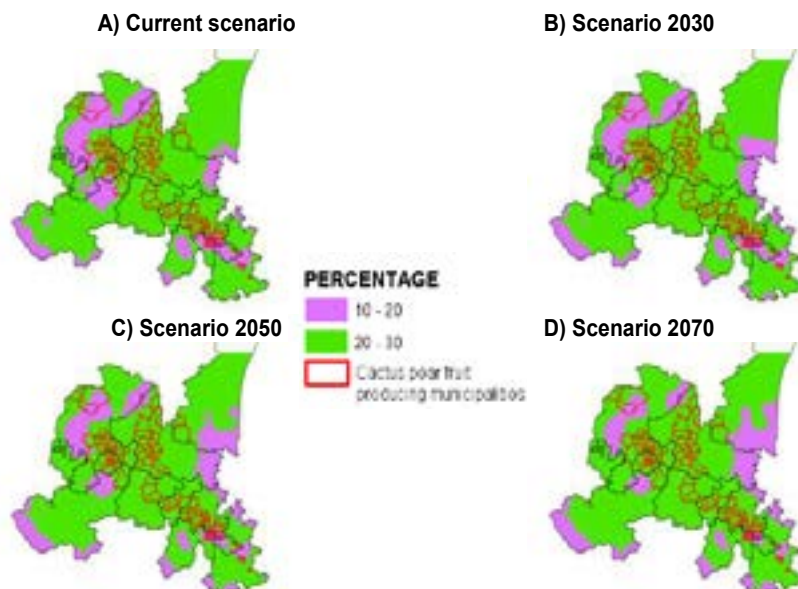 A) Current scenario
B) Scenario 2030
PERCENTAGE
10 - 20
20 - 30
Cactus pear fruit
producing municipalities
C) Scenario 2050
D) Scenario 2070